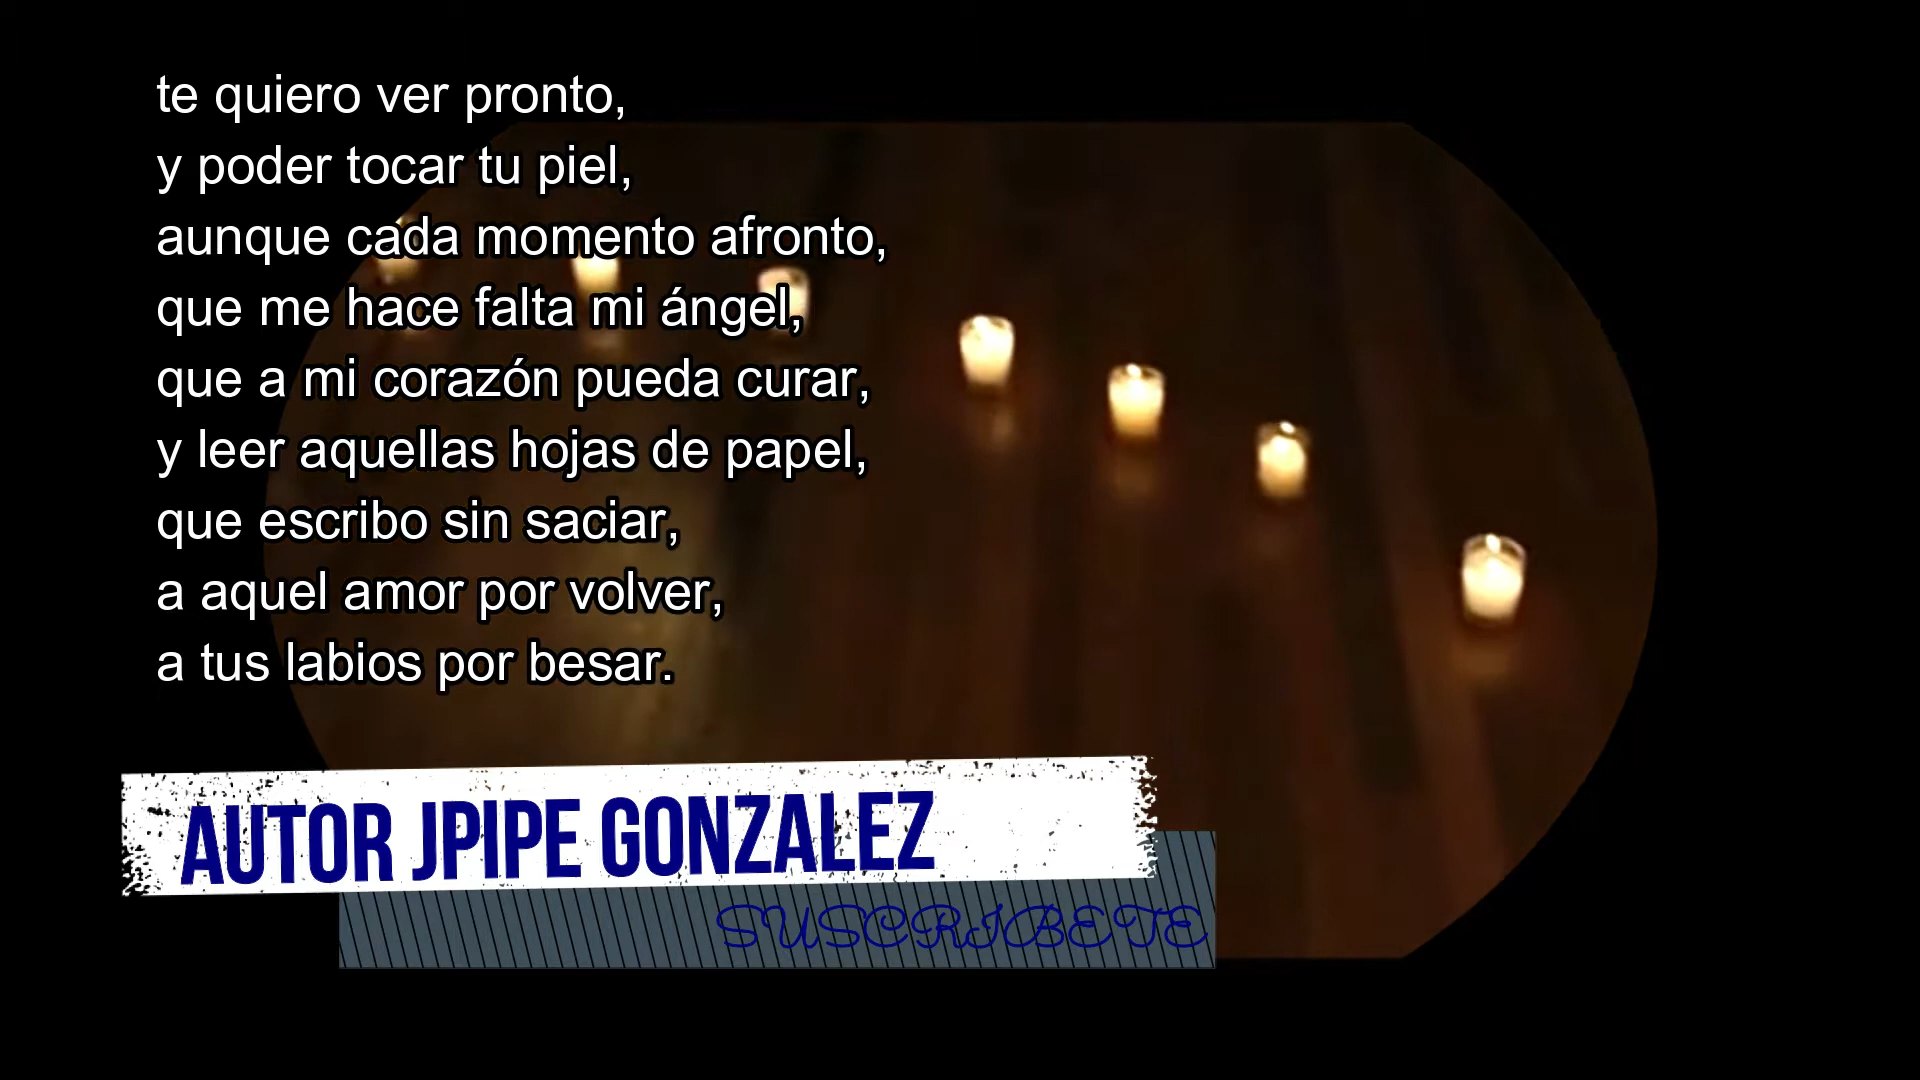 te quiero ver pronto,
y poder tocar tu piel,
aunque cada momento afronto,
que me hace falta mi ángel,
que a mi corazón pueda curar,
y leer aquellas hojas de papel,
que escribo sin saciar,
a aquel amor por volver,
a tus labios por besar.
AUTOR JPIPE GONZALEZ
SUSCRIBETE